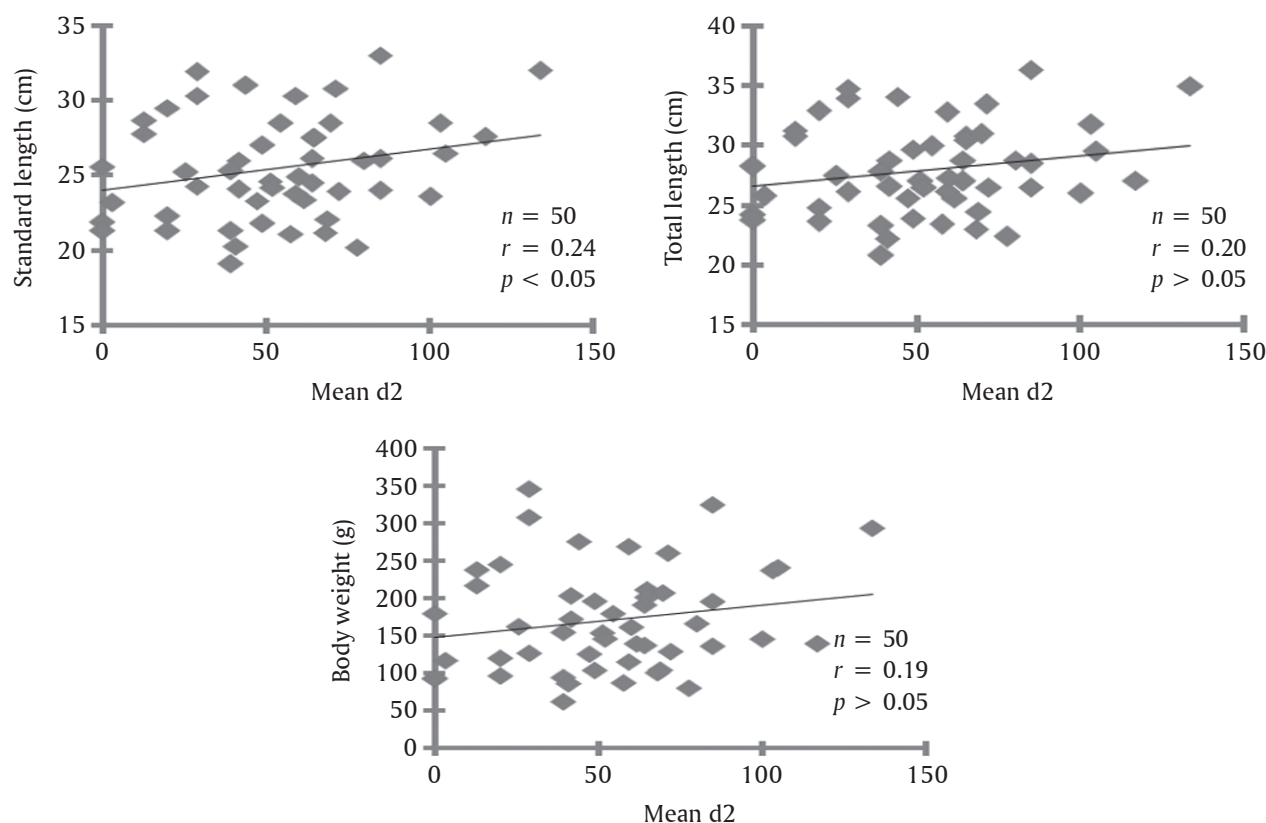 35
30
25
20
15
Standard length (cm)
0
50
100
150
Mean d2
n = 50
r = 0.24
p < 0.05
40
35
30
25
20
15
Total length (cm)
0
50
100
150
Mean d2
n = 50
r = 0.20
p > 0.05
400
350
300
250
200
150
100
50
0
Body weight (g)
0
50
100
150
Mean d2
n = 50
r = 0.19
p > 0.05